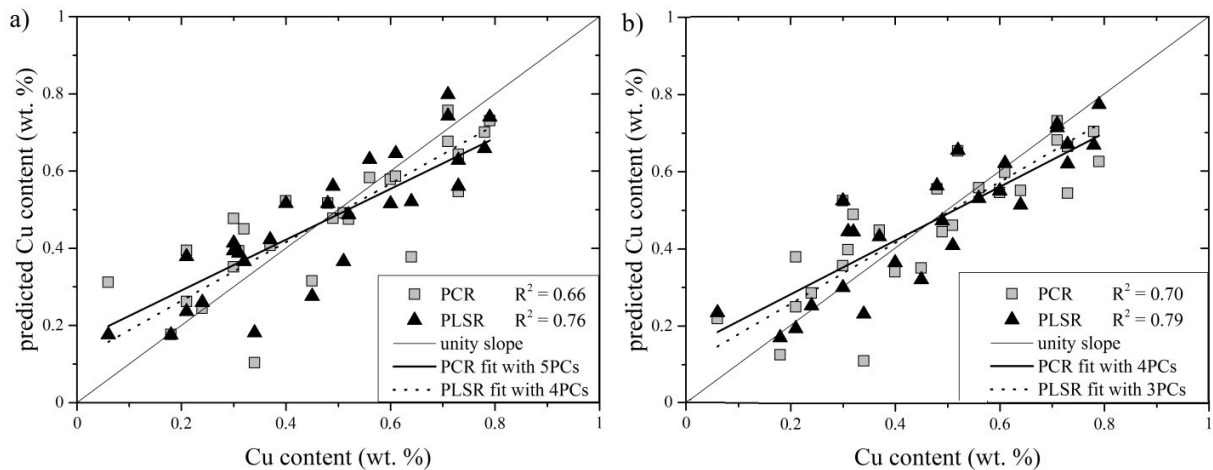 a)
predicted Cu content (wt. %)
1
0.8
0.6
0.4
0.2
0
0
0.2
0.4
0.6
0.8
1
Cu content (wt. %)
PCR R² = 0.66
PLSR R² = 0.76
unity slope
PCR fit with 5PCs
PLSR fit with 4PCs
b)
predicted Cu content (wt. %)
1
0.8
0.6
0.4
0.2
0
0
0.2
0.4
0.6
0.8
1
Cu content (wt. %)
PCR R² = 0.70
PLSR R² = 0.79
unity slope
PCR fit with 4PCs
PLSR fit with 3PCs